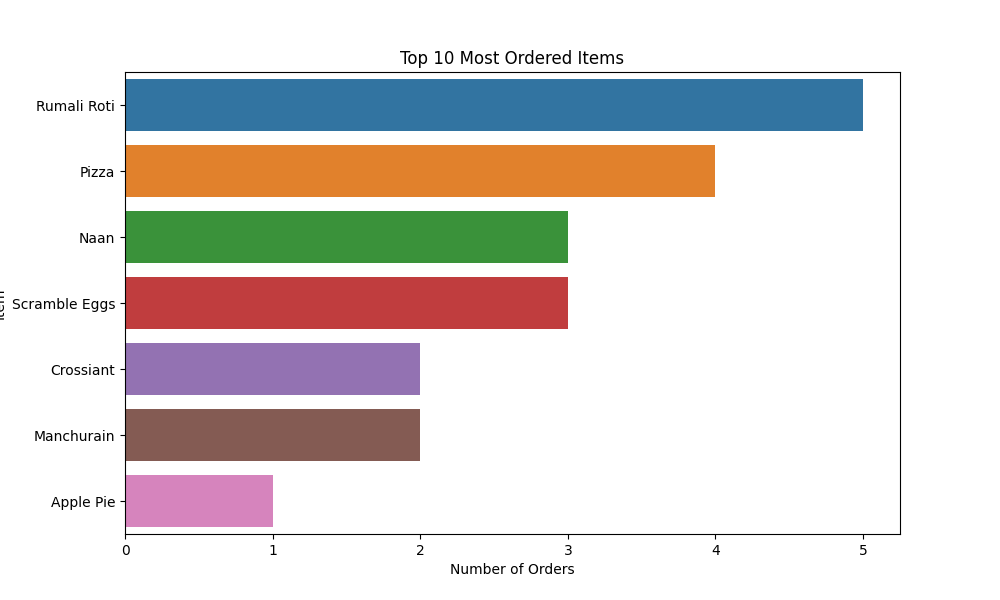 Top 10 Most Ordered Items
Rumali Roti
Pizza
Naan
Scramble Eggs
Crossiant
Manchurain
Apple Pie
0 1 2 3 4 5
Number of Orders